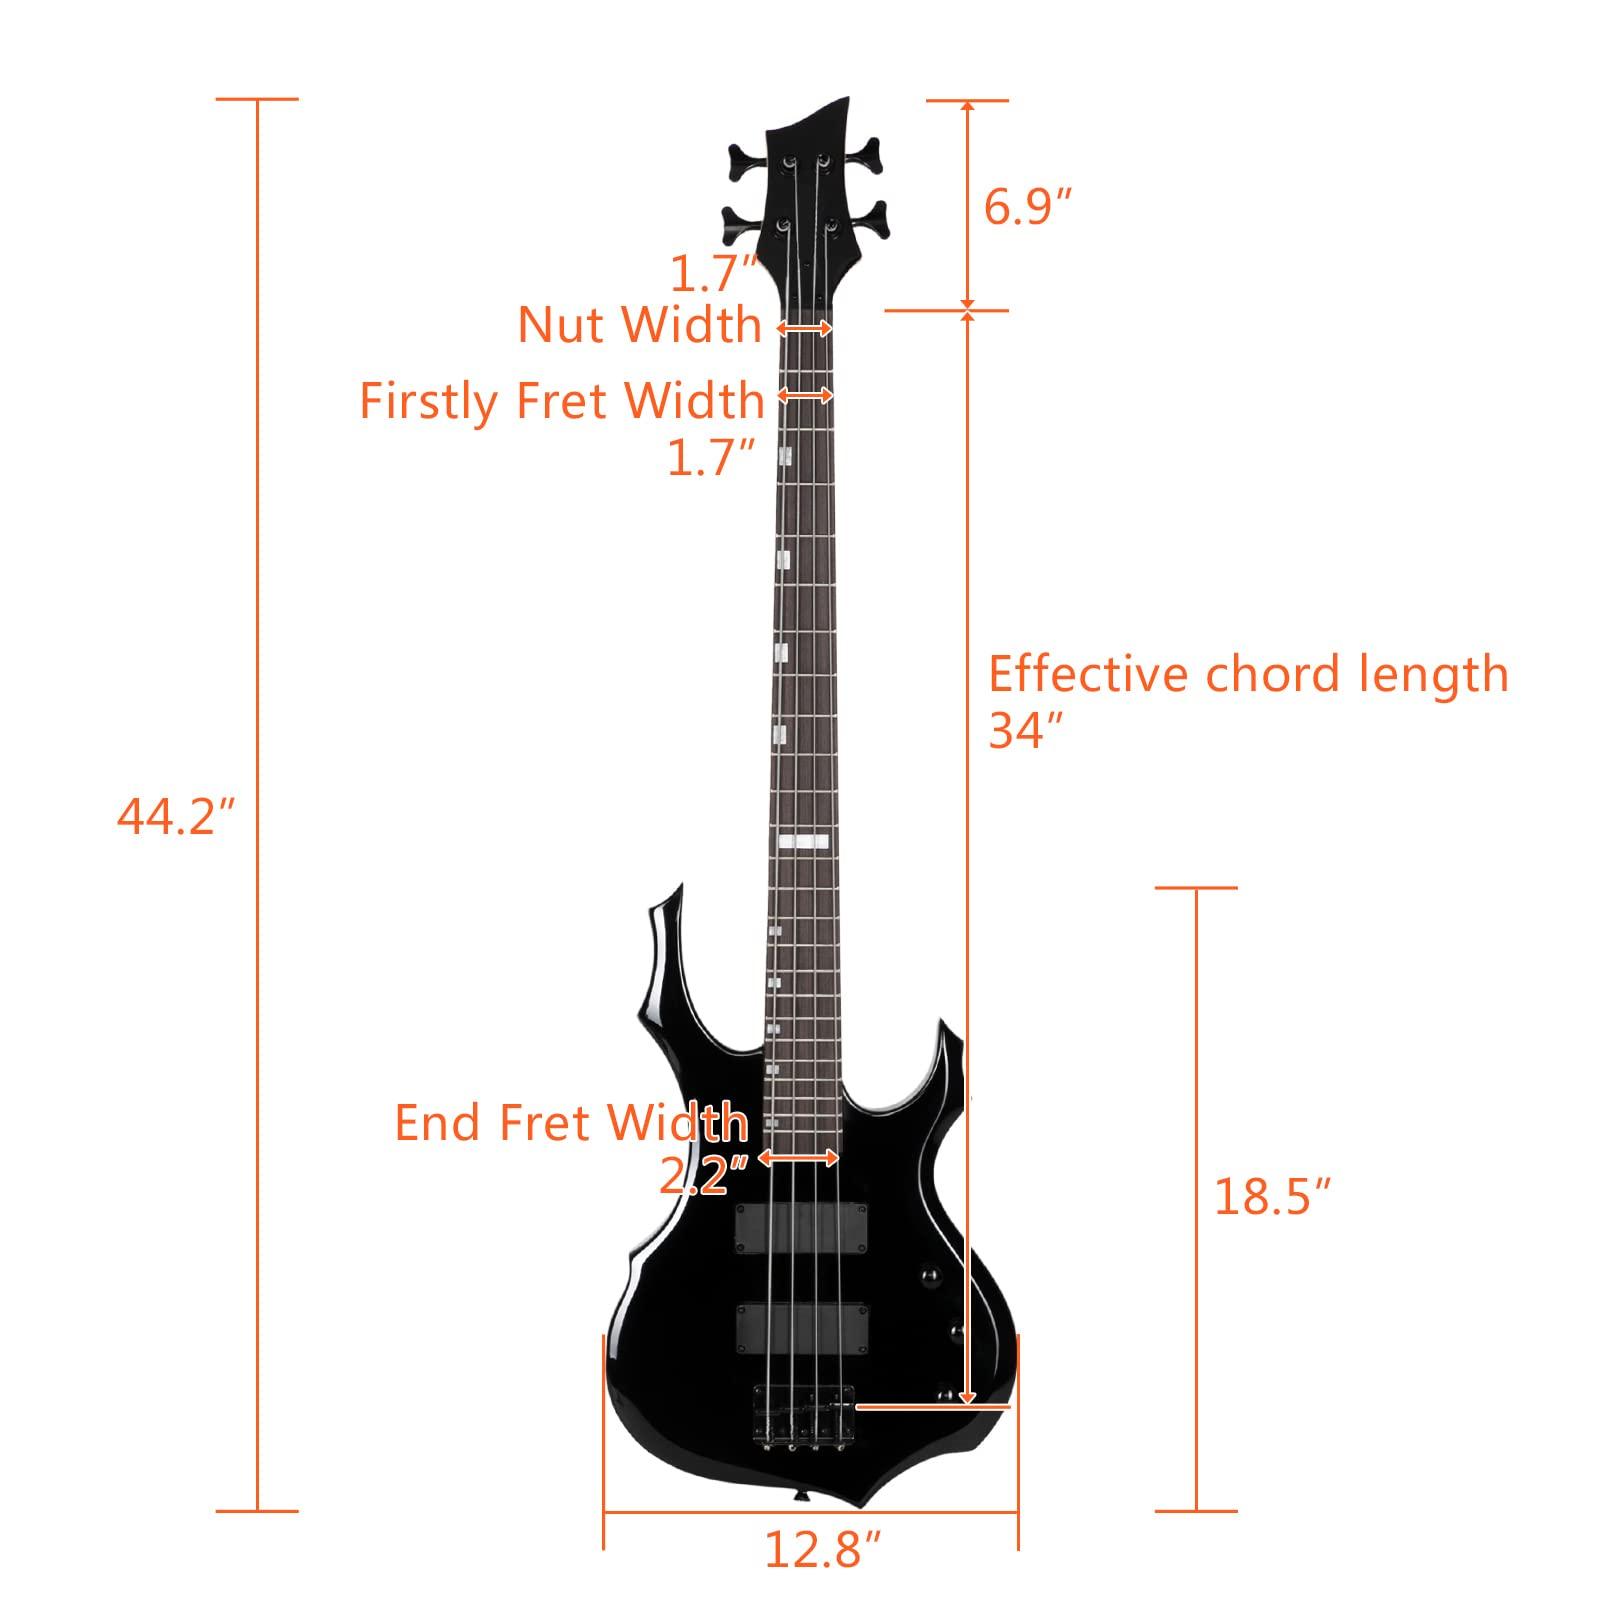 6.9″
1.7″
Nut Width
Firstly Fret Width
1.7″
Effective chord length
34″
44.2″
End Fret Width
2.2″
18.5″
12.8″